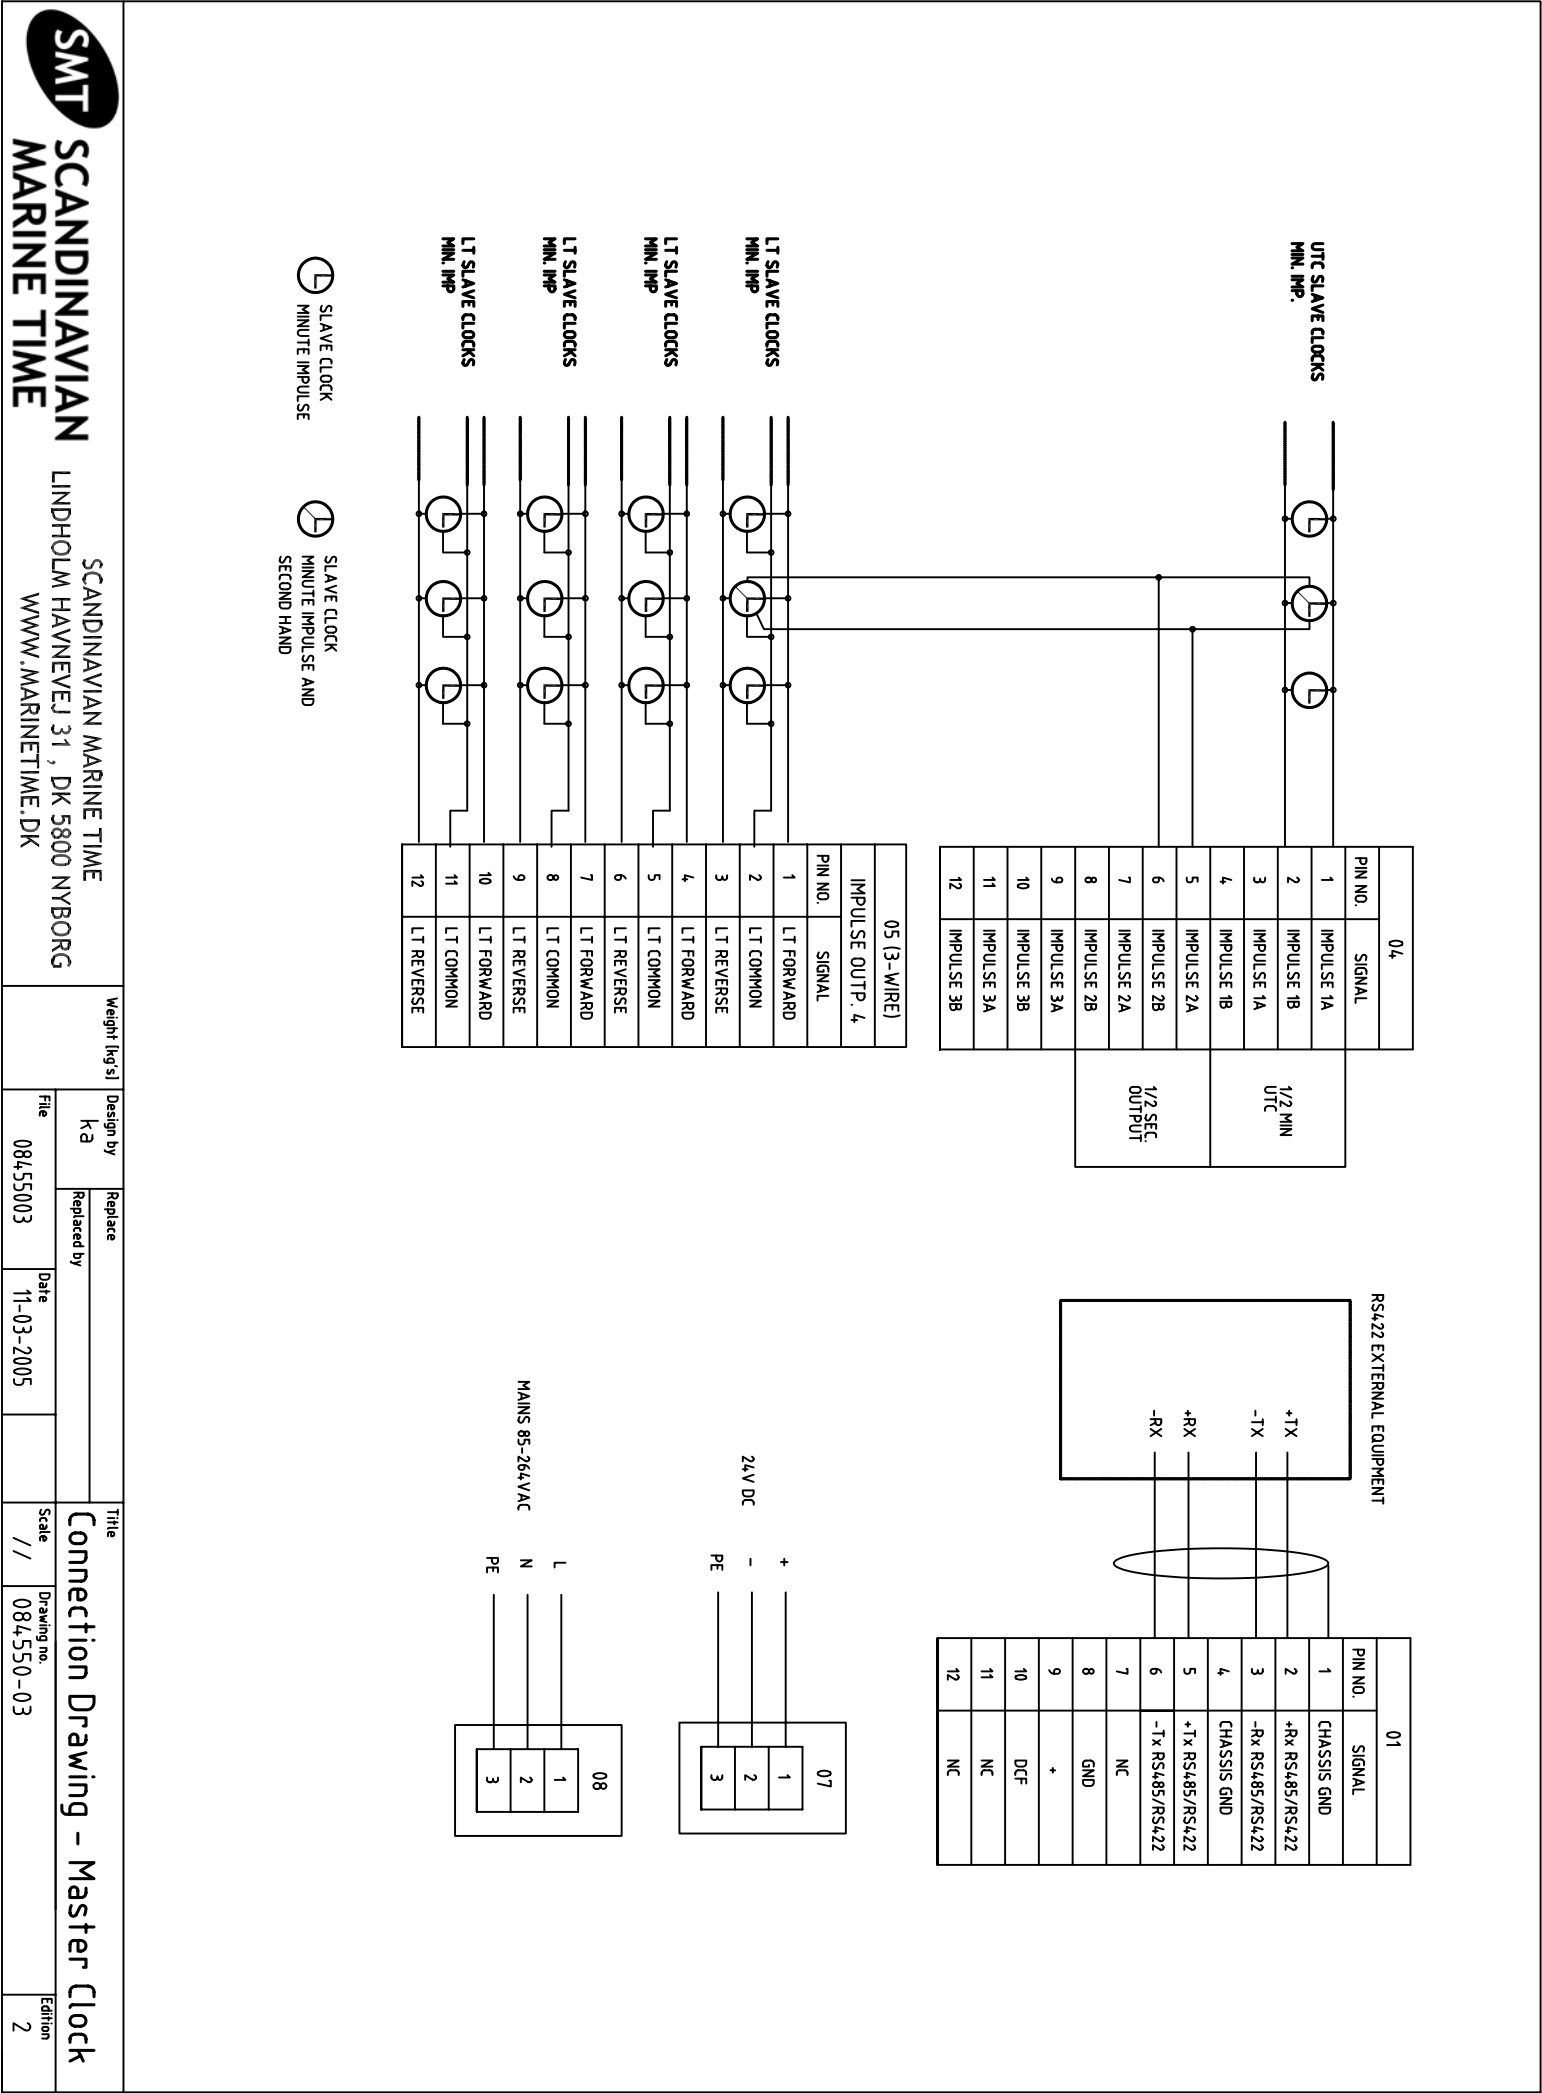 UTC SLAVE CLOCKS
MIN. IMP.
LT SLAVE CLOCKS
MIN. IMP
LT SLAVE CLOCKS
MIN. IMP
LT SLAVE CLOCKS
MIN. IMP
LT SLAVE CLOCKS
MIN. IMP
SLAVE CLOCK
MINUTE IMPULSE
SLAVE CLOCK
MINUTE IMPULSE AND
SECOND HAND
04
PIN NO. SIGNAL
1 IMPULSE 1A
2 IMPULSE 1B
3 IMPULSE 1A
4 IMPULSE 1B
5 IMPULSE 2A
6 IMPULSE 2B
7 IMPULSE 2A
8 IMPULSE 2B
9 IMPULSE 3A
10 IMPULSE 3B
11 IMPULSE 3A
12 IMPULSE 3B
1/2 MIN
UTC
1/2 SEC.
OUTPUT
05 (3-WIRE)
IMPULSE OUTP. 4
PIN NO. SIGNAL
1 LT FORWARD
2 LT COMMON
3 LT REVERSE
4 LT FORWARD
5 LT COMMON
6 LT REVERSE
7 LT FORWARD
8 LT COMMON
9 LT REVERSE
10 LT FORWARD
11 LT COMMON
12 LT REVERSE
RS422 EXTERNAL EQUIPMENT
+TX
-TX
+RX
-RX
01
PIN NO. SIGNAL
1 CHASSIS GND
2 +Rx RS485/RS422
3 -Rx RS485/RS422
4 CHASSIS GND
5 +Tx RS485/RS422
6 -Tx RS485/RS422
7 NC
8 GND
9 +
10 DCF
11 NC
12 NC
24V DC
+
-
PE
07
1
2
3
MAINS 85-264VAC
L
N
PE
08
1
2
3
SMT
SCANDINAVIAN
MARINE TIME
SCANDINAVIAN MARINE TIME
LINDHOLM HAVNEVEJ 31 , DK 5800 NYBORG
WWW.MARINETIME.DK
Weight [kg's]
Design by
ka
Replace
Replaced by
File
08455003
Date
11-03-2005
Title
Connection Drawing - Master Clock
Scale
//
Drawing no.
084550-03
Edition
2